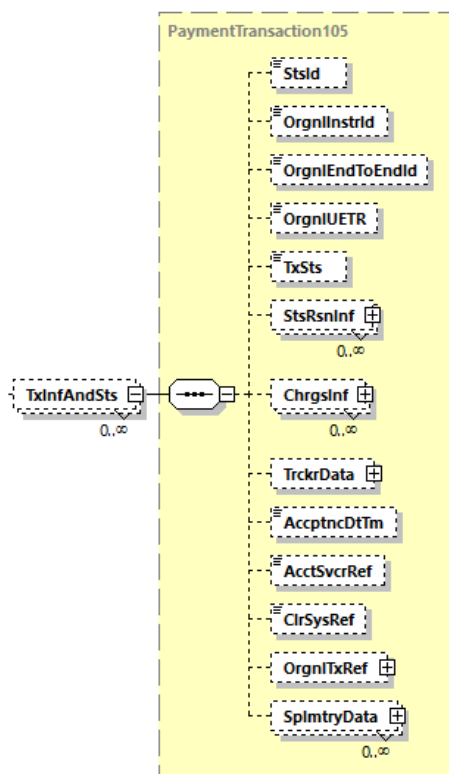 PaymentTransaction105
StsId
OrgnlInstrId
OrgnlEndToEndId
OrgnlUETR
TxSts
StsRsnInf
0..∞
TxInfAndSts
0..∞
ChrgsInf
0..∞
TrckrData
AccptncDtTm
AcctSvcrRef
ClrSysRef
OrgnlTxRef
SplmtryData
0..∞